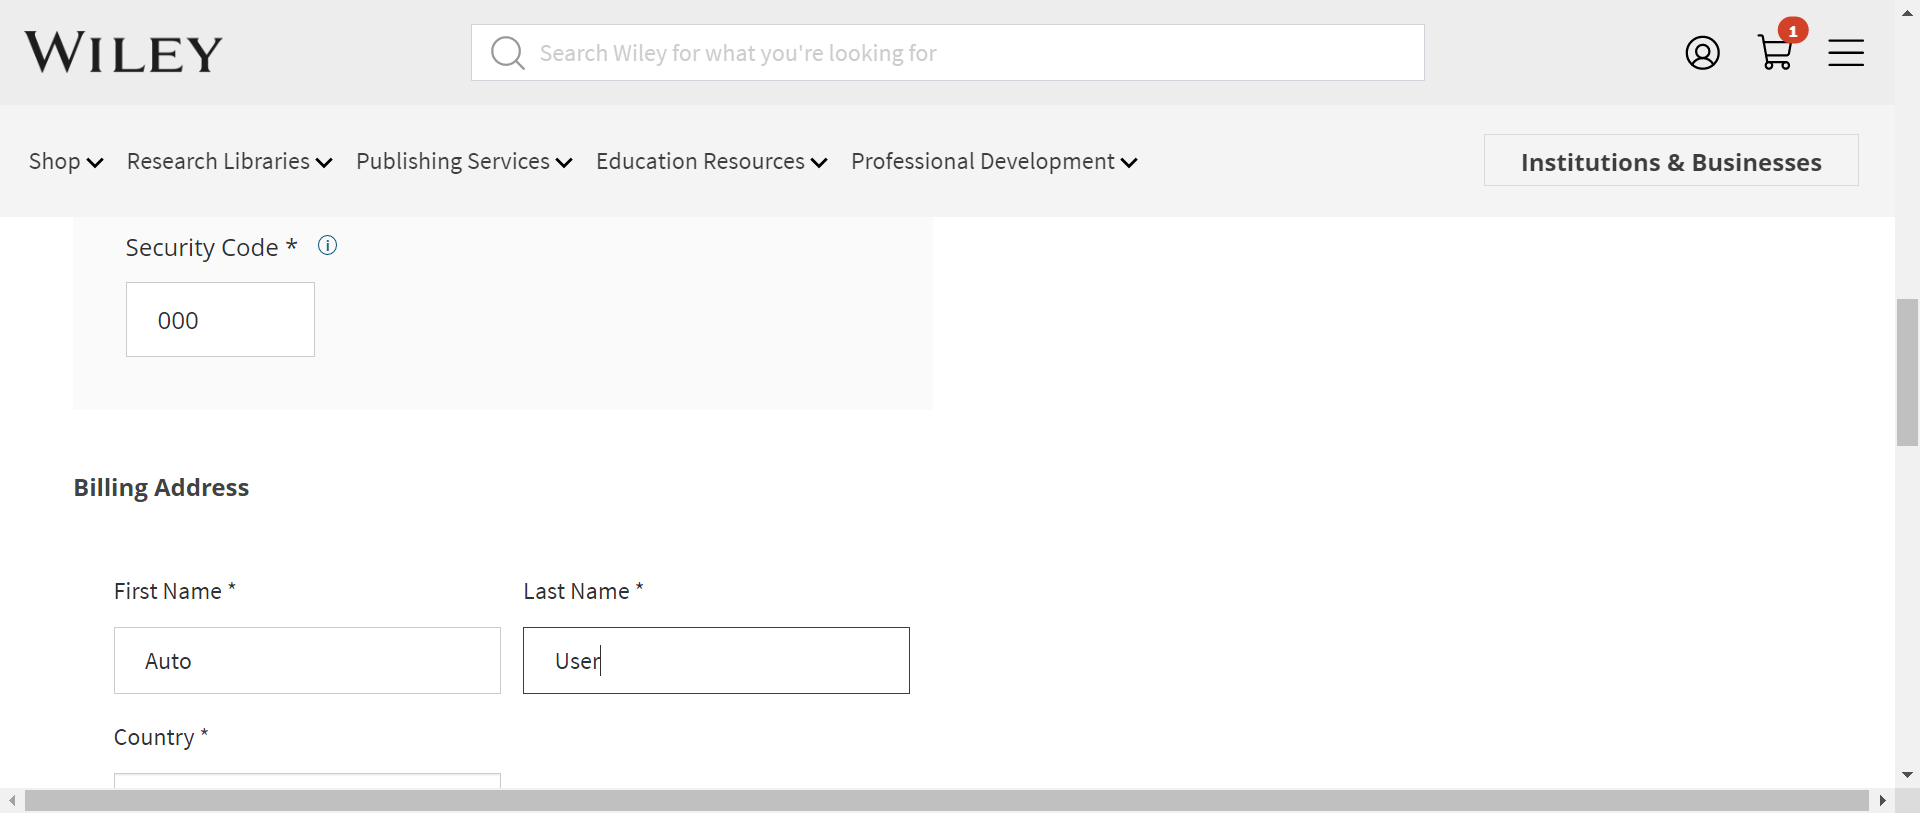 WILEY
Search Wiley for what you're looking for
1
Shop Research Libraries Publishing Services Education Resources Professional Development
Institutions & Businesses
Security Code *
000
Billing Address
First Name * Last Name *
Auto User
Country *